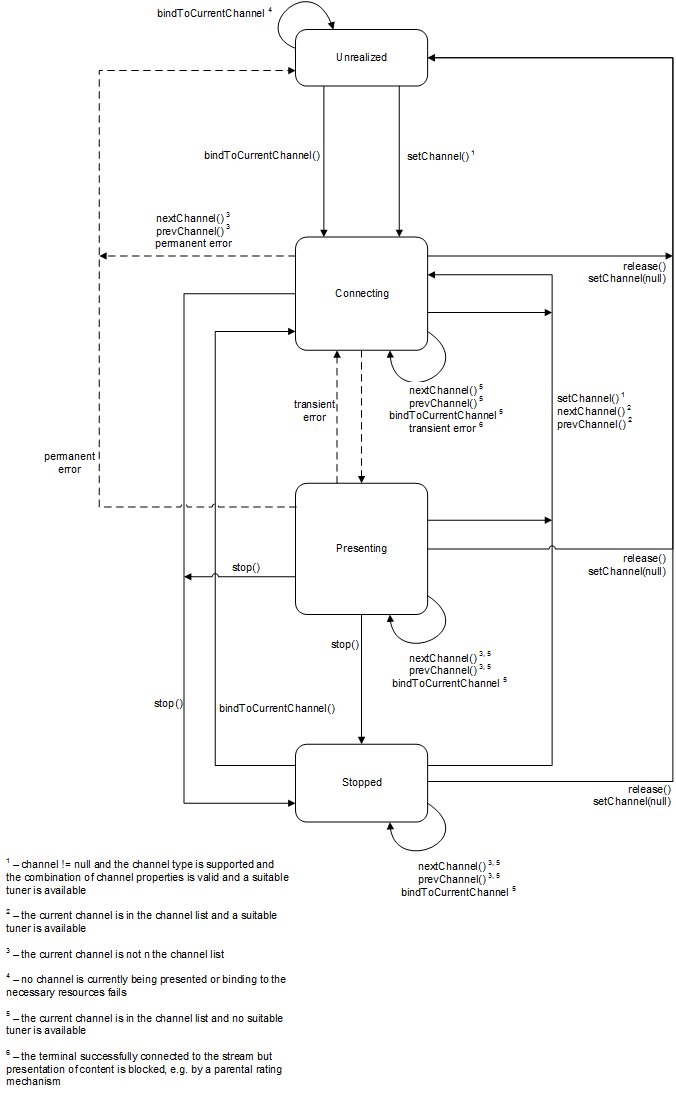 bindToCurrentChannel 4
Unrealized
bindToCurrentChannel()
setChannel() 1
nextChannel() 3
prevChannel() 3
permanent error
release()
setChannel(null)
Connecting
nextChannel() 5
prevChannel() 5
bindToCurrentChannel 5
transient error 6
transient
error
setChannel() 1
nextChannel() 2
prevChannel() 2
permanent
error
Presenting
release()
setChannel(null)
stop()
stop()
nextChannel() 3, 5
prevChannel() 3, 5
bindToCurrentChannel 5
stop()
bindToCurrentChannel()
Stopped
release()
setChannel(null)
nextChannel() 3, 5
prevChannel() 3, 5
bindToCurrentChannel 5
1 – channel != null and the channel type is supported and
the combination of channel properties is valid and a suitable
tuner is available
2 – the current channel is in the channel list and a suitable
tuner is available
3 – the current channel is not n the channel list
4 – no channel is currently being presented or binding to the
necessary resources fails
5 – the current channel is in the channel list and no suitable
tuner is available
6 – the terminal successfully connected to the stream but
presentation of content is blocked, e.g. by a parental rating
mechanism